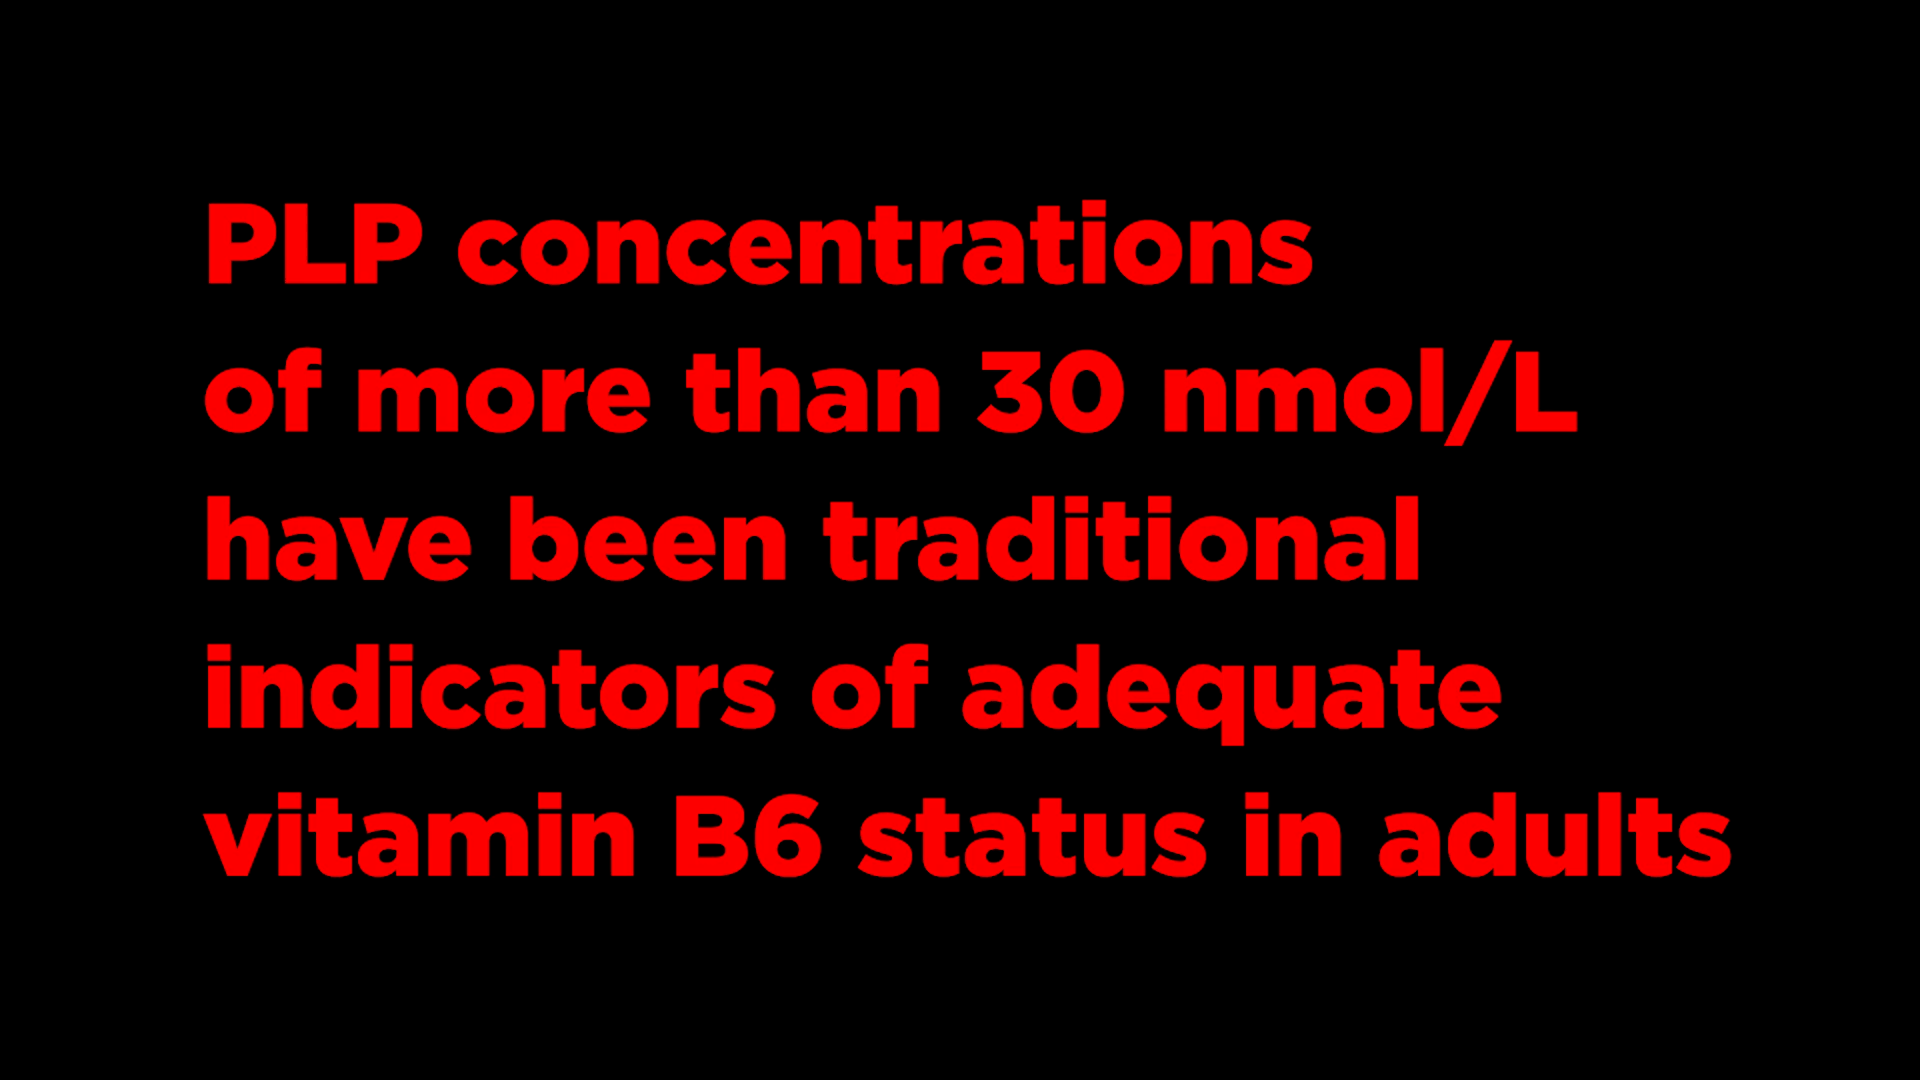 PLP concentrations
of more than 30 nmol/L
have been traditional
indicators of adequate
vitamin B6 status in adults